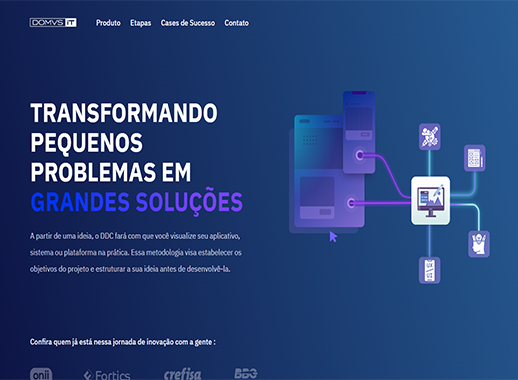 DOMVS iT Produto Etapas Cases de Sucesso Contato
TRANSFORMANDO
PEQUENOS
PROBLEMAS EM
GRANDES SOLUÇÕES
A partir de uma ideia, o DDC fará com que você visualize seu aplicativo,
sistema ou plataforma na prática. Essa metodologia visa estabelecer os
objetivos do projeto e estruturar a sua ideia antes de desenvolvê-la.
Confira quem já está nessa jornada de inovação com a gente :
onii Fortics crefisa BBG